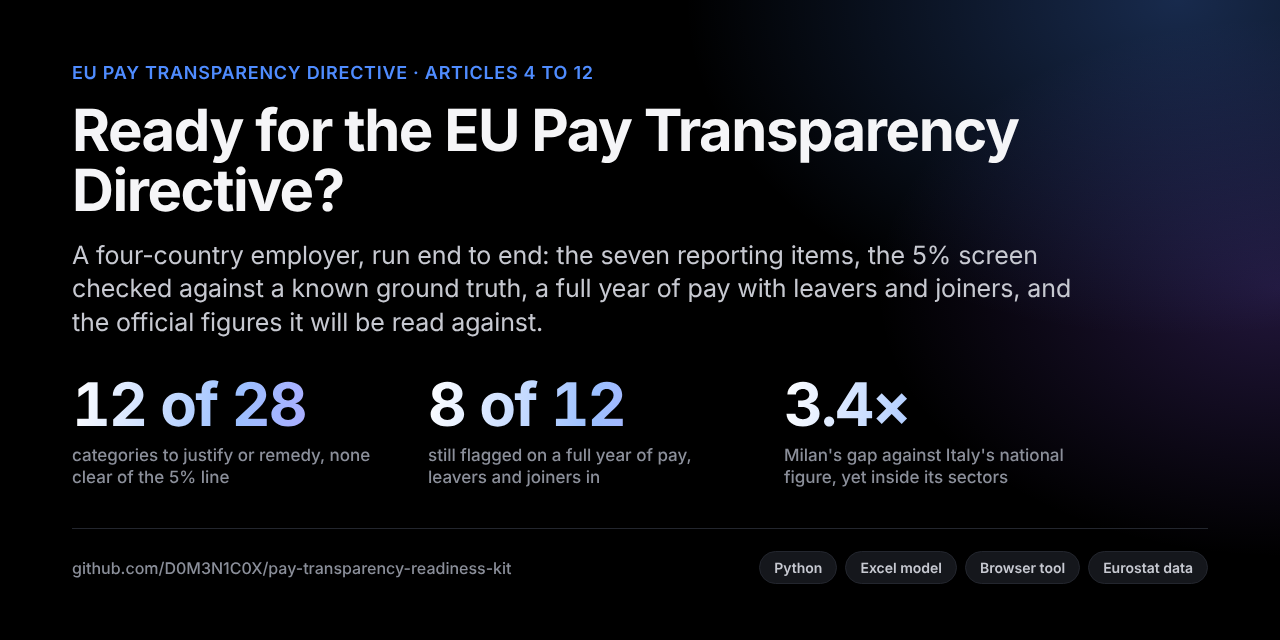 EU PAY TRANSPARENCY DIRECTIVE · ARTICLES 4 TO 12
Ready for the EU Pay Transparency
Directive?
A four-country employer, run end to end: the seven reporting items, the 5% screen
checked against a known ground truth, a full year of pay with leavers and joiners, and
the official figures it will be read against.
12 of 28
categories to justify or remedy, none
clear of the 5% line
8 of 12
still flagged on a full year of pay,
leavers and joiners in
3.4×
Milan's gap against Italy's national
figure, yet inside its sectors
github.com/D0M3N1C0X/pay-transparency-readiness-kit
Python
Excel model
Browser tool
Eurostat data